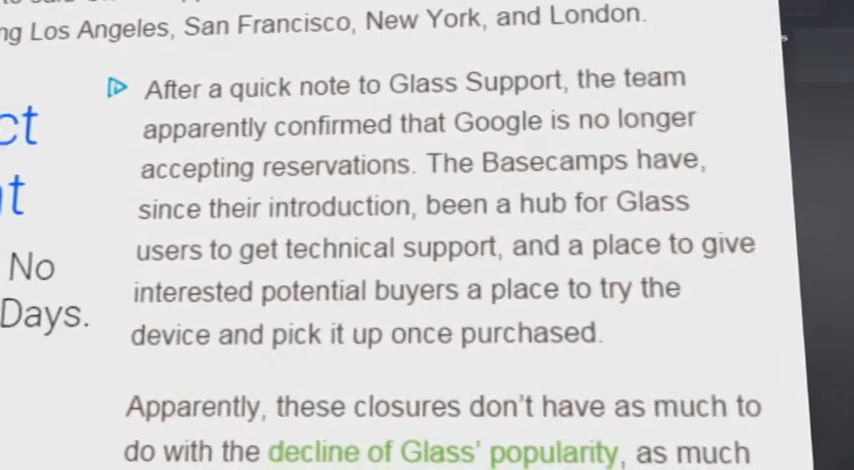 ng Los Angeles, San Francisco, New York, and London.
After a quick note to Glass Support, the team
apparently confirmed that Google is no longer
accepting reservations. The Basecamps have,
since their introduction, been a hub for Glass
users to get technical support, and a place to give
interested potential buyers a place to try the
device and pick it up once purchased.
Apparently, these closures don't have as much to
do with the decline of Glass' popularity, as much
ct
nt
No
Days.